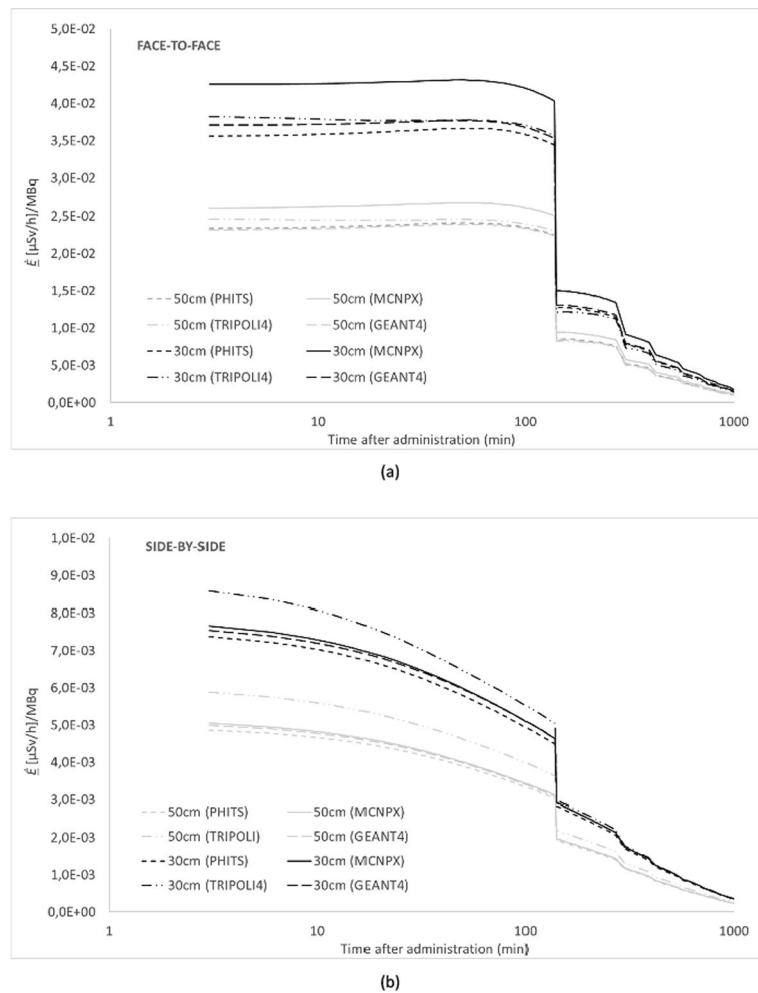 FACE-TO-FACE
5,0E-02
4,5E-02
4,0E-02
3,5E-02
3,0E-02
2,5E-02
2,0E-02
1,5E-02
1,0E-02
5,0E-03
0,0E+00
Ė [µSv/h]/MBq
50cm (PHITS) 50cm (MCNPX)
50cm (TRIPOLI4) 50cm (GEANT4)
30cm (PHITS) 30cm (MCNPX)
30cm (TRIPOLI4) 30cm (GEANT4)
1 10 100 1000
Time after administration (min)
(a)
SIDE-BY-SIDE
1,0E-02
9,0E-03
8,0E-03
7,0E-03
6,0E-03
5,0E-03
4,0E-03
3,0E-03
2,0E-03
1,0E-03
0,0E+00
Ė [µSv/h]/MBq
50cm (PHITS) 50cm (MCNPX)
50cm (TRIPOLI) 50cm (GEANT4)
30cm (PHITS) 30cm (MCNPX)
30cm (TRIPOLI4) 30cm (GEANT4)
1 10 100 1000
Time after administration (min)
(b)